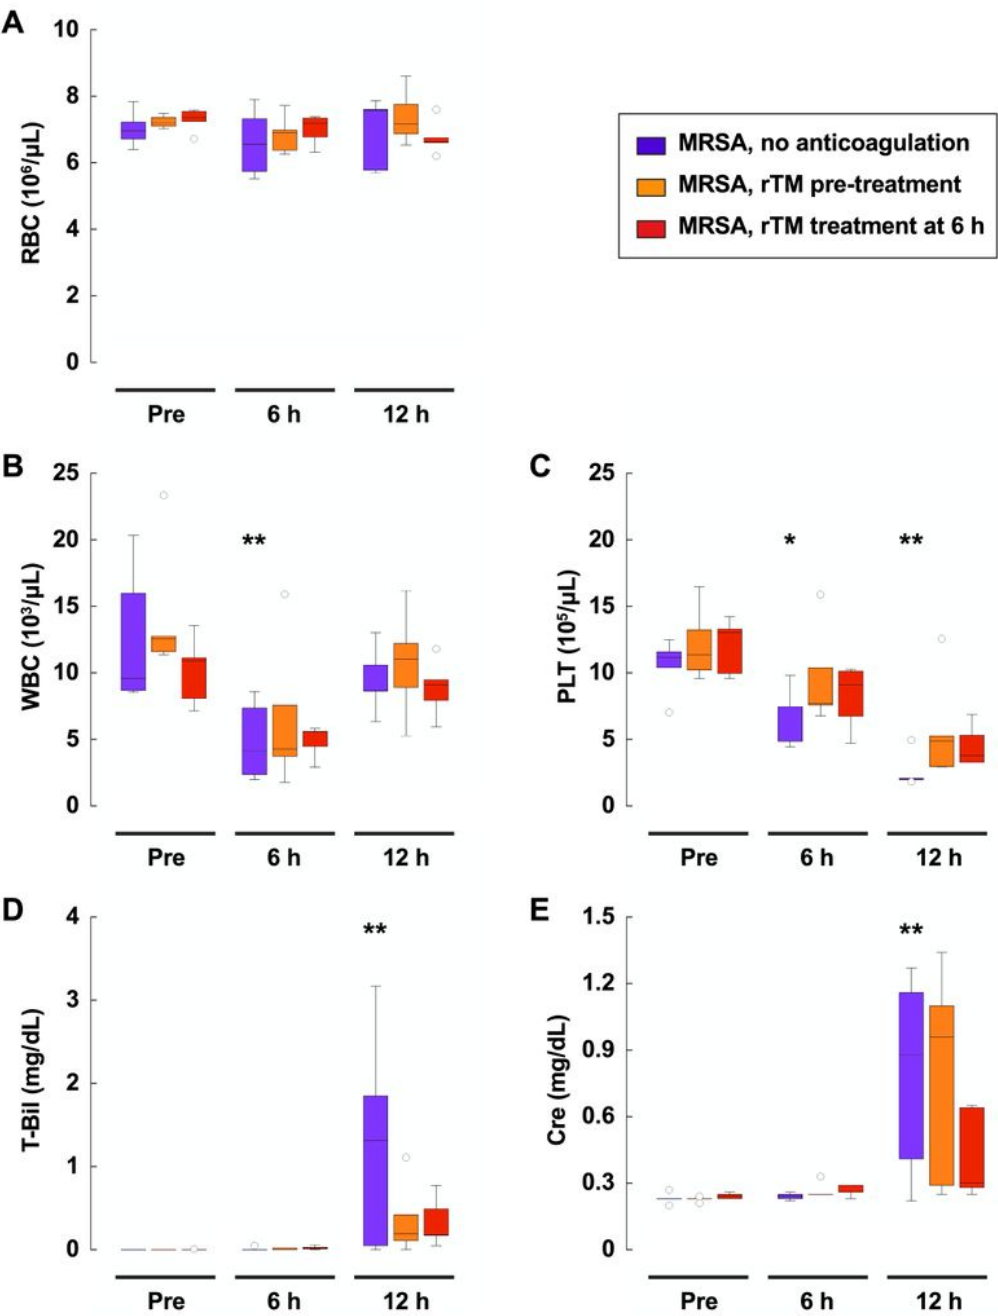 A
10
8
6
4
2
0
RBC (10⁶/µL)
Pre
6 h
12 h
MRSA, no anticoagulation
MRSA, rTM pre-treatment
MRSA, rTM treatment at 6 h
B
25
20
15
10
5
0
WBC (10³/µL)
**
Pre
6 h
12 h
C
25
20
15
10
5
0
PLT (10⁵/µL)
*
**
Pre
6 h
12 h
D
4
3
2
1
0
T-Bil (mg/dL)
**
Pre
6 h
12 h
E
1.5
1.2
0.9
0.6
0.3
0
Cre (mg/dL)
**
Pre
6 h
12 h